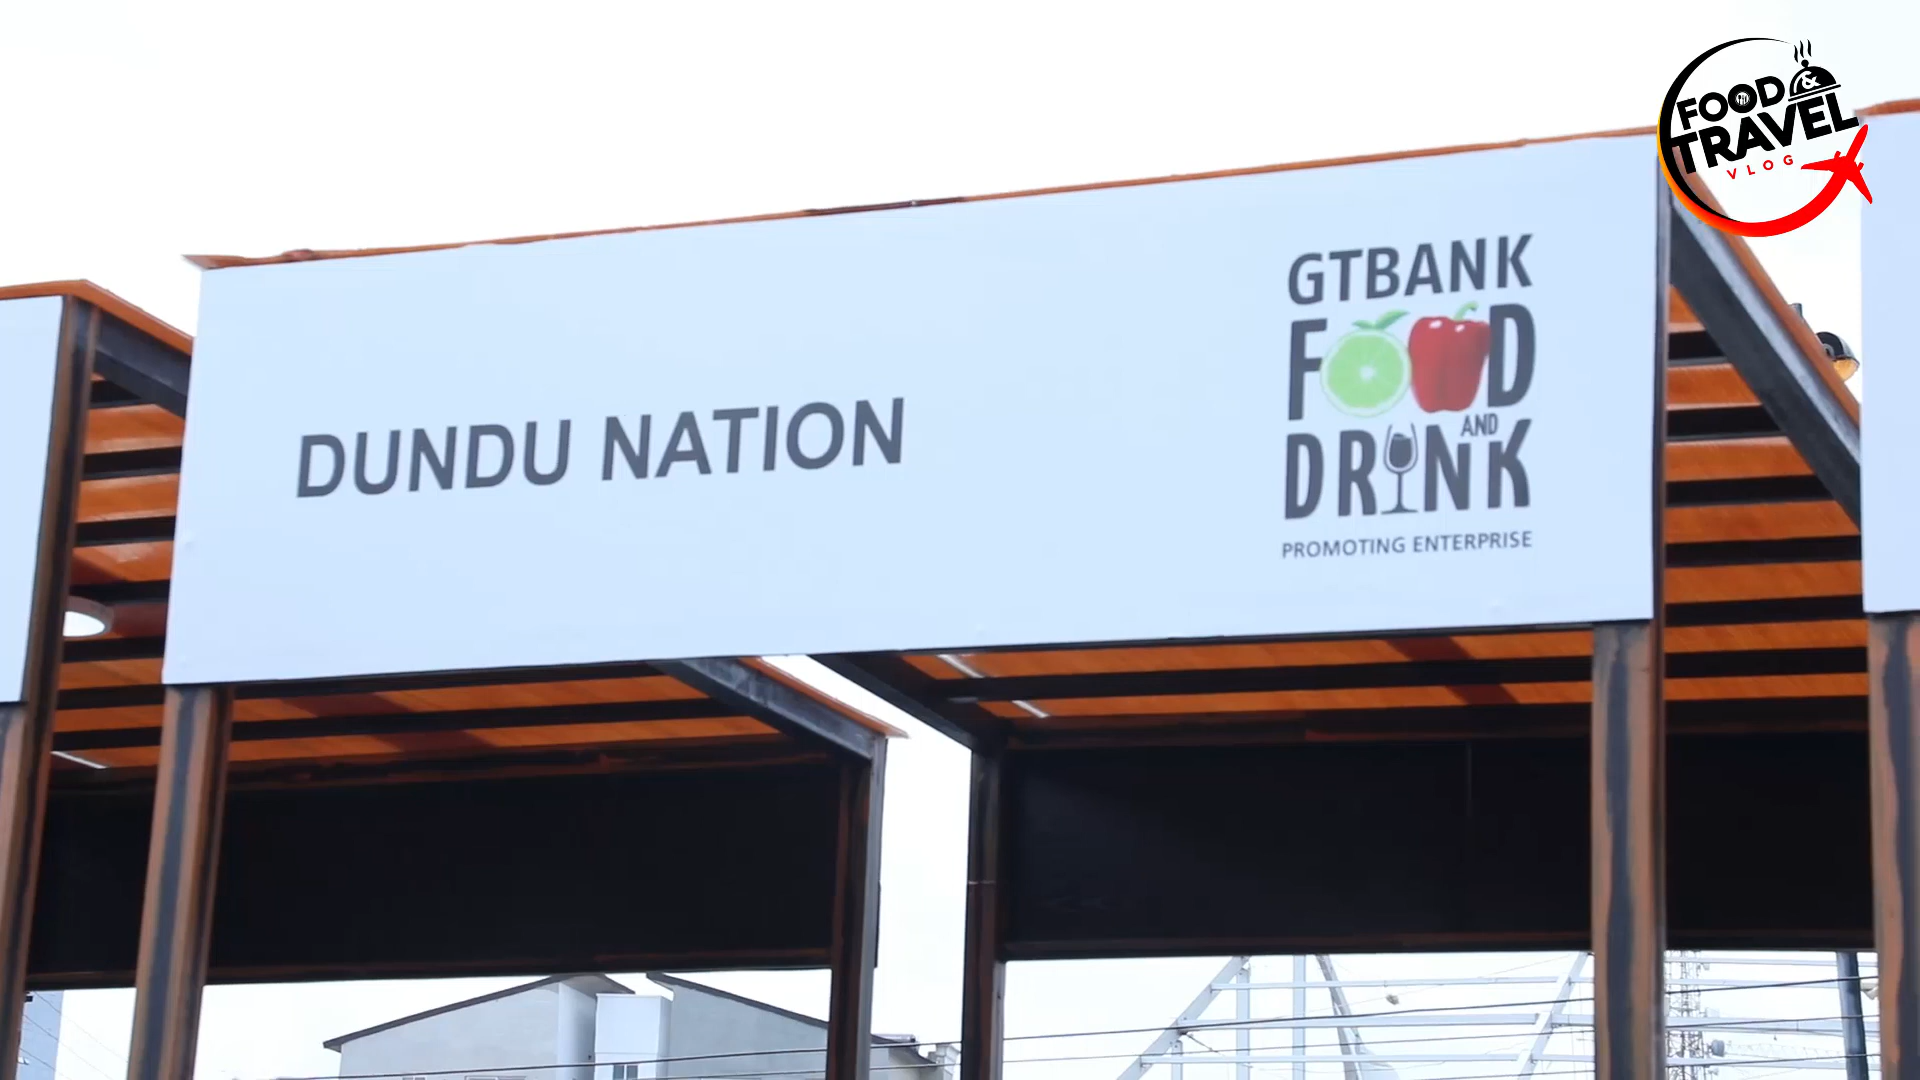 FOOD &
TRAVEL
VLOG
DUNDU NATION
GTBANK
FOOD
AND
DRINK
PROMOTING ENTERPRISE